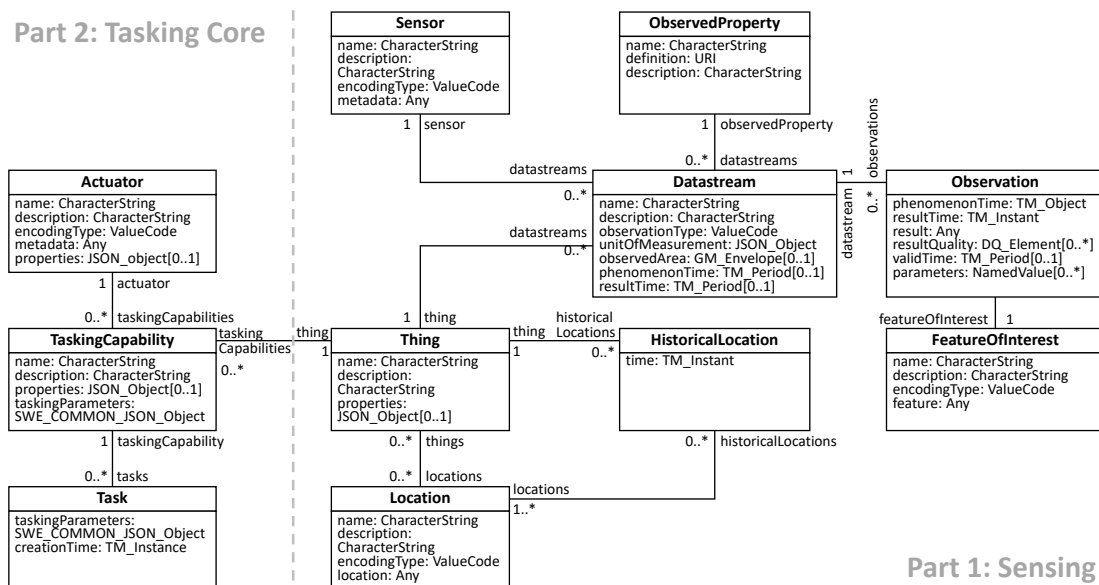 Part 2: Tasking Core
Sensor
name: CharacterString
description:
CharacterString
encodingType: ValueCode
metadata: Any
ObservedProperty
name: CharacterString
definition: URI
description: CharacterString
1 sensor
1 observedProperty
datastreams
0..*
0..* datastreams
Actuator
name: CharacterString
description: CharacterString
encodingType: ValueCode
metadata: Any
properties: JSON_object[0..1]
Datastream
name: CharacterString
description: CharacterString
observationType: ValueCode
unitOfMeasurement: JSON_Object
observedArea: GM_Envelope[0..1]
phenomenonTime: TM_Period[0..1]
resultTime: TM_Period[0..1]
1
datastream
observations
0..*
Observation
phenomenonTime: TM_Object
resultTime: TM_Instant
result: Any
resultQuality: DQ_Element[0..*]
validTime: TM_Period[0..1]
parameters: NamedValue[0..*]
datastreams
0..*
1 actuator
0..* taskingCapabilities
1 thing
featureOfInterest 1
TaskingCapability
name: CharacterString
description: CharacterString
properties: JSON_Object[0..1]
taskingParameters:
SWE_COMMON_JSON_Object
tasking
Capabilities
0..*
thing
1
Thing
name: CharacterString
description:
CharacterString
properties:
JSON_Object[0..1]
thing
1
historical
Locations
0..*
HistoricalLocation
time: TM_Instant
FeatureOfInterest
name: CharacterString
description: CharacterString
encodingType: ValueCode
feature: Any
1 taskingCapability
0..* tasks
0..* things
0..* locations
0..* historicalLocations
locations
1..*
Task
taskingParameters:
SWE_COMMON_JSON_Object
creationTime: TM_Instance
Location
name: CharacterString
description:
CharacterString
encodingType: ValueCode
location: Any
Part 1: Sensing